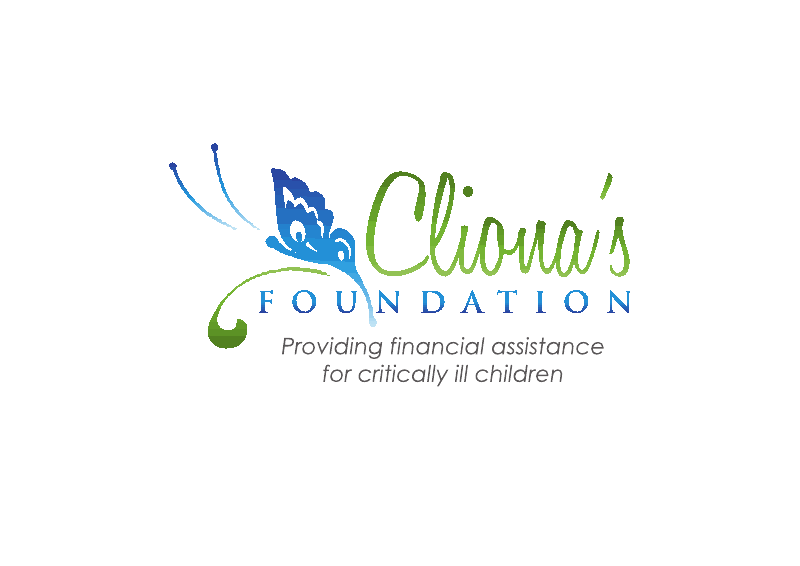 Cliona's
FOUNDATION
Providing financial assistance
for critically ill children